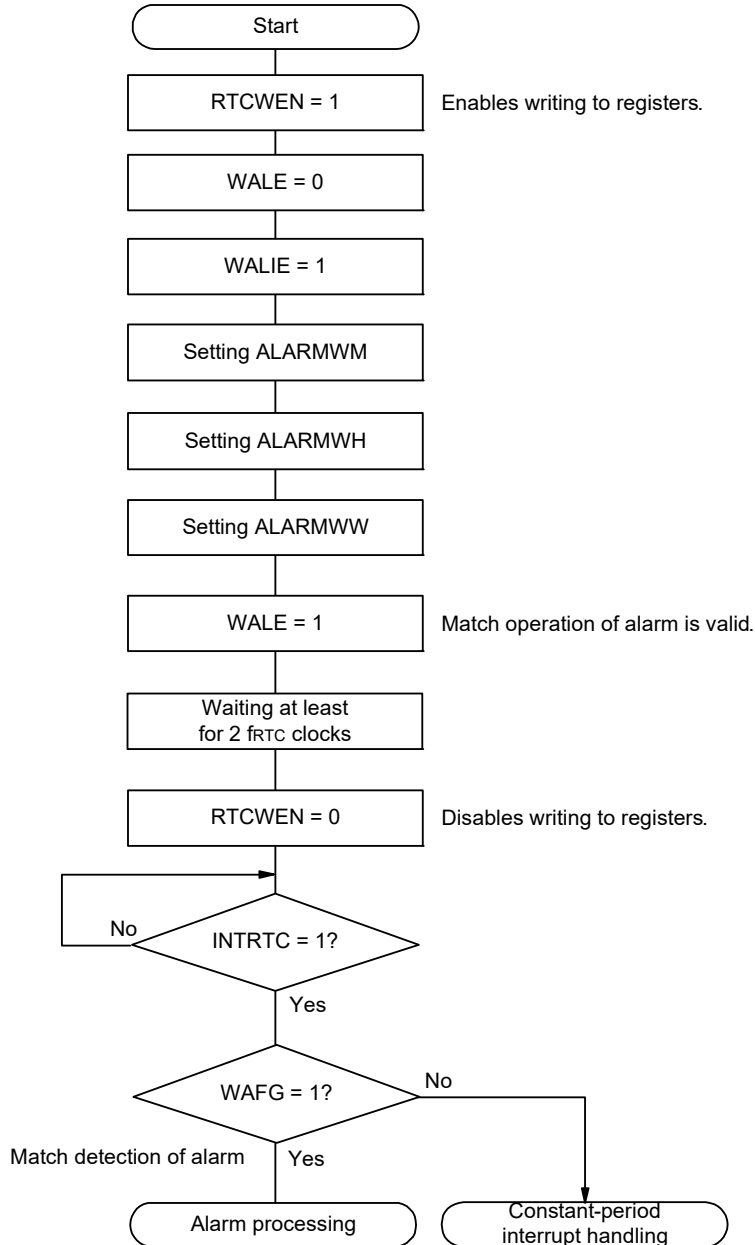 Start
RTCWEN = 1
Enables writing to registers.
WALE = 0
WALIE = 1
Setting ALARMWM
Setting ALARMWH
Setting ALARMWW
WALE = 1
Match operation of alarm is valid.
Waiting at least
for 2 fRTC clocks
RTCWEN = 0
Disables writing to registers.
No
INTRTC = 1?
Yes
WAFG = 1?
No
Match detection of alarm
Yes
Alarm processing
Constant-period
interrupt handling